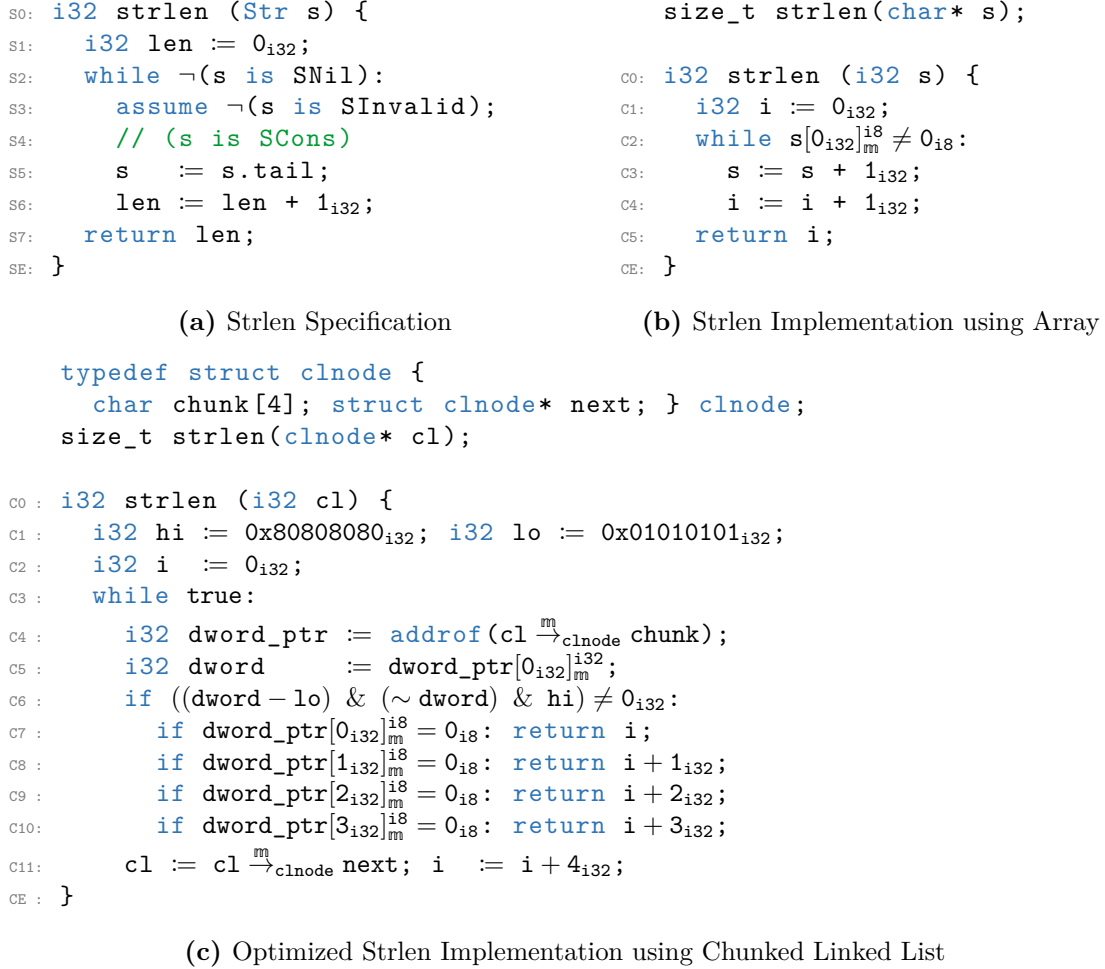 S0: i32 strlen (Str s) {
S1: i32 len := 0i32;
S2: while ¬(s is SNil):
S3: assume ¬(s is SInvalid);
S4: // (s is SCons)
S5: s := s.tail;
S6: len := len + 1i32;
S7: return len;
SE: }
(a) Strlen Specification
size_t strlen(char* s);
C0: i32 strlen (i32 s) {
C1: i32 i := 0i32;
C2: while s[0i32]m^i8 ≠ 0i8:
C3: s := s + 1i32;
C4: i := i + 1i32;
C5: return i;
CE: }
(b) Strlen Implementation using Array
typedef struct clnode {
char chunk[4]; struct clnode* next; } clnode;
size_t strlen(clnode* cl);
C0 : i32 strlen (i32 cl) {
C1 : i32 hi := 0x80808080i32; i32 lo := 0x01010101i32;
C2 : i32 i := 0i32;
C3 : while true:
C4 : i32 dword_ptr := addrof(cl →^m clnode chunk);
C5 : i32 dword := dword_ptr[0i32]m^i32;
C6 : if ((dword − lo) & (∼ dword) & hi) ≠ 0i32:
C7 : if dword_ptr[0i32]m^i8 = 0i8: return i;
C8 : if dword_ptr[1i32]m^i8 = 0i8: return i + 1i32;
C9 : if dword_ptr[2i32]m^i8 = 0i8: return i + 2i32;
C10: if dword_ptr[3i32]m^i8 = 0i8: return i + 3i32;
C11: cl := cl →^m clnode next; i := i + 4i32;
CE : }
(c) Optimized Strlen Implementation using Chunked Linked List